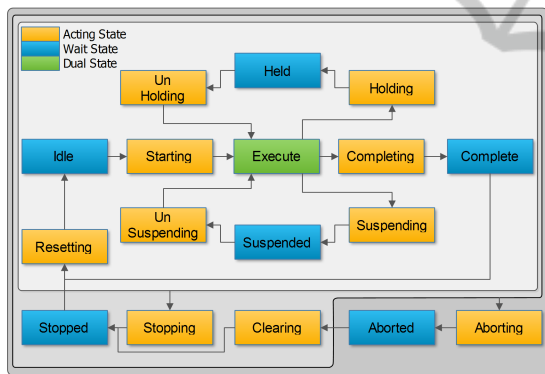 Acting State
Wait State
Dual State
Un
Holding
Held
Holding
Idle
Starting
Execute
Completing
Complete
Un
Suspending
Suspended
Suspending
Resetting
Stopped
Stopping
Clearing
Aborted
Aborting